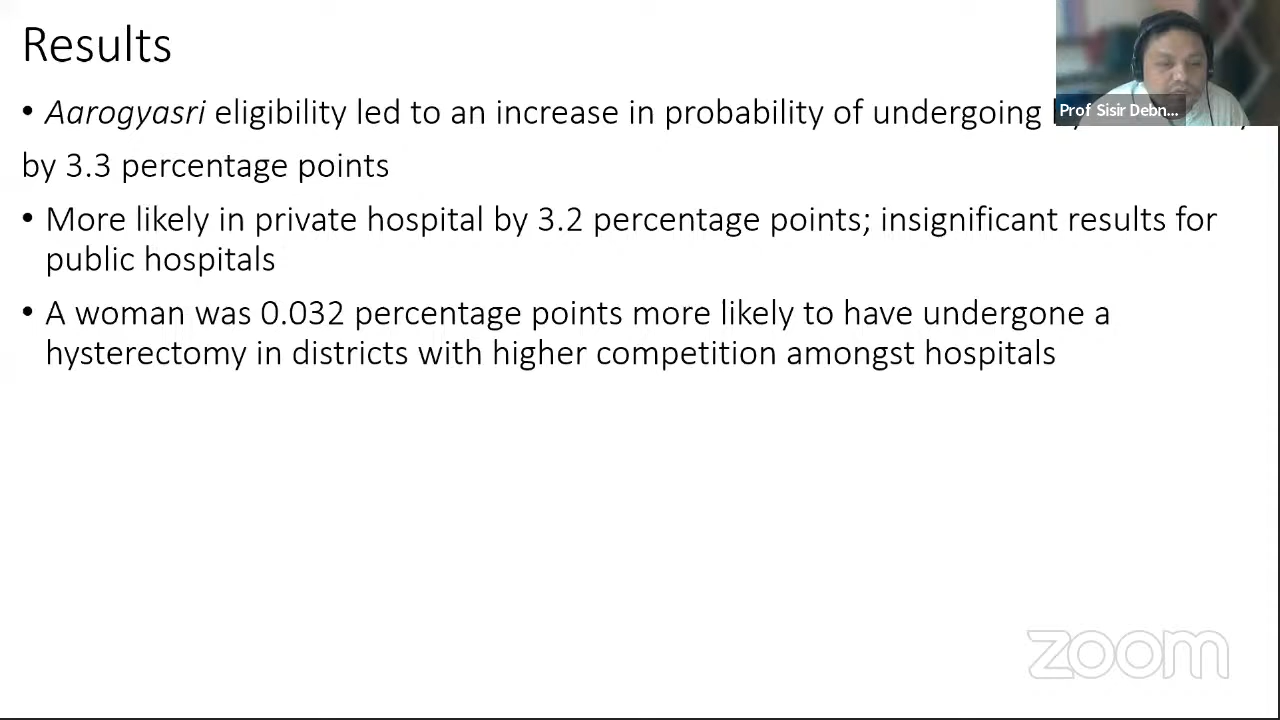 Results
• Aarogyasri eligibility led to an increase in probability of undergoing
Prof Sisir Debn...
by 3.3 percentage points
• More likely in private hospital by 3.2 percentage points; insignificant results for
public hospitals
• A woman was 0.032 percentage points more likely to have undergone a
hysterectomy in districts with higher competition amongst hospitals
zoom